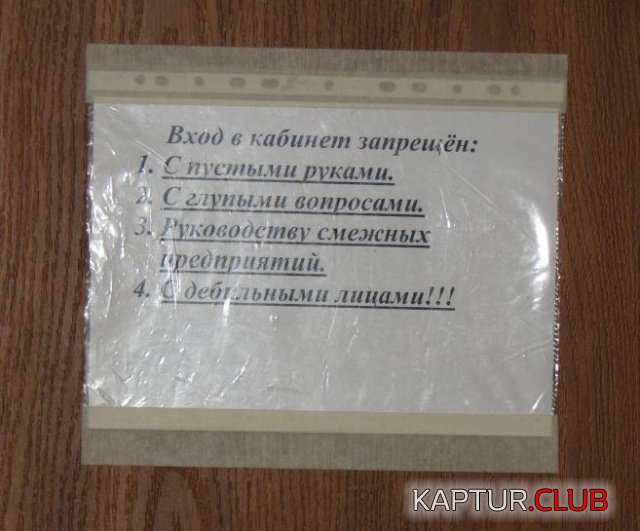 Вход в кабинет запрещён:
1. С пустыми руками.
2. С глупыми вопросами.
3. Руководству смежных
предприятий.
4. С дебильными лицами!!!
KAPTUR.CLUB